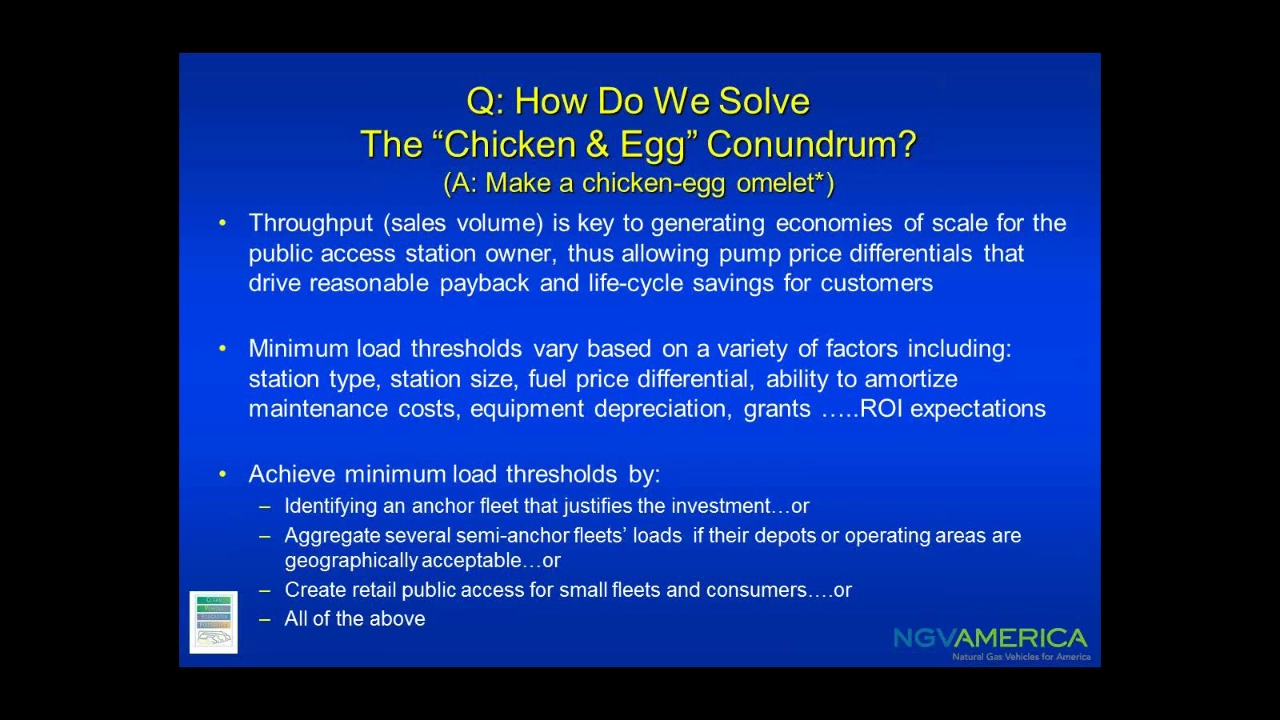 Q: How Do We Solve
The “Chicken & Egg” Conundrum?
(A: Make a chicken-egg omelet*)
• Throughput (sales volume) is key to generating economies of scale for the
public access station owner, thus allowing pump price differentials that
drive reasonable payback and life-cycle savings for customers
• Minimum load thresholds vary based on a variety of factors including:
station type, station size, fuel price differential, ability to amortize
maintenance costs, equipment depreciation, grants …..ROI expectations
• Achieve minimum load thresholds by:
– Identifying an anchor fleet that justifies the investment…or
– Aggregate several semi-anchor fleets’ loads if their depots or operating areas are
geographically acceptable…or
– Create retail public access for small fleets and consumers….or
– All of the above
NGVAMERICA
Natural Gas Vehicles for America